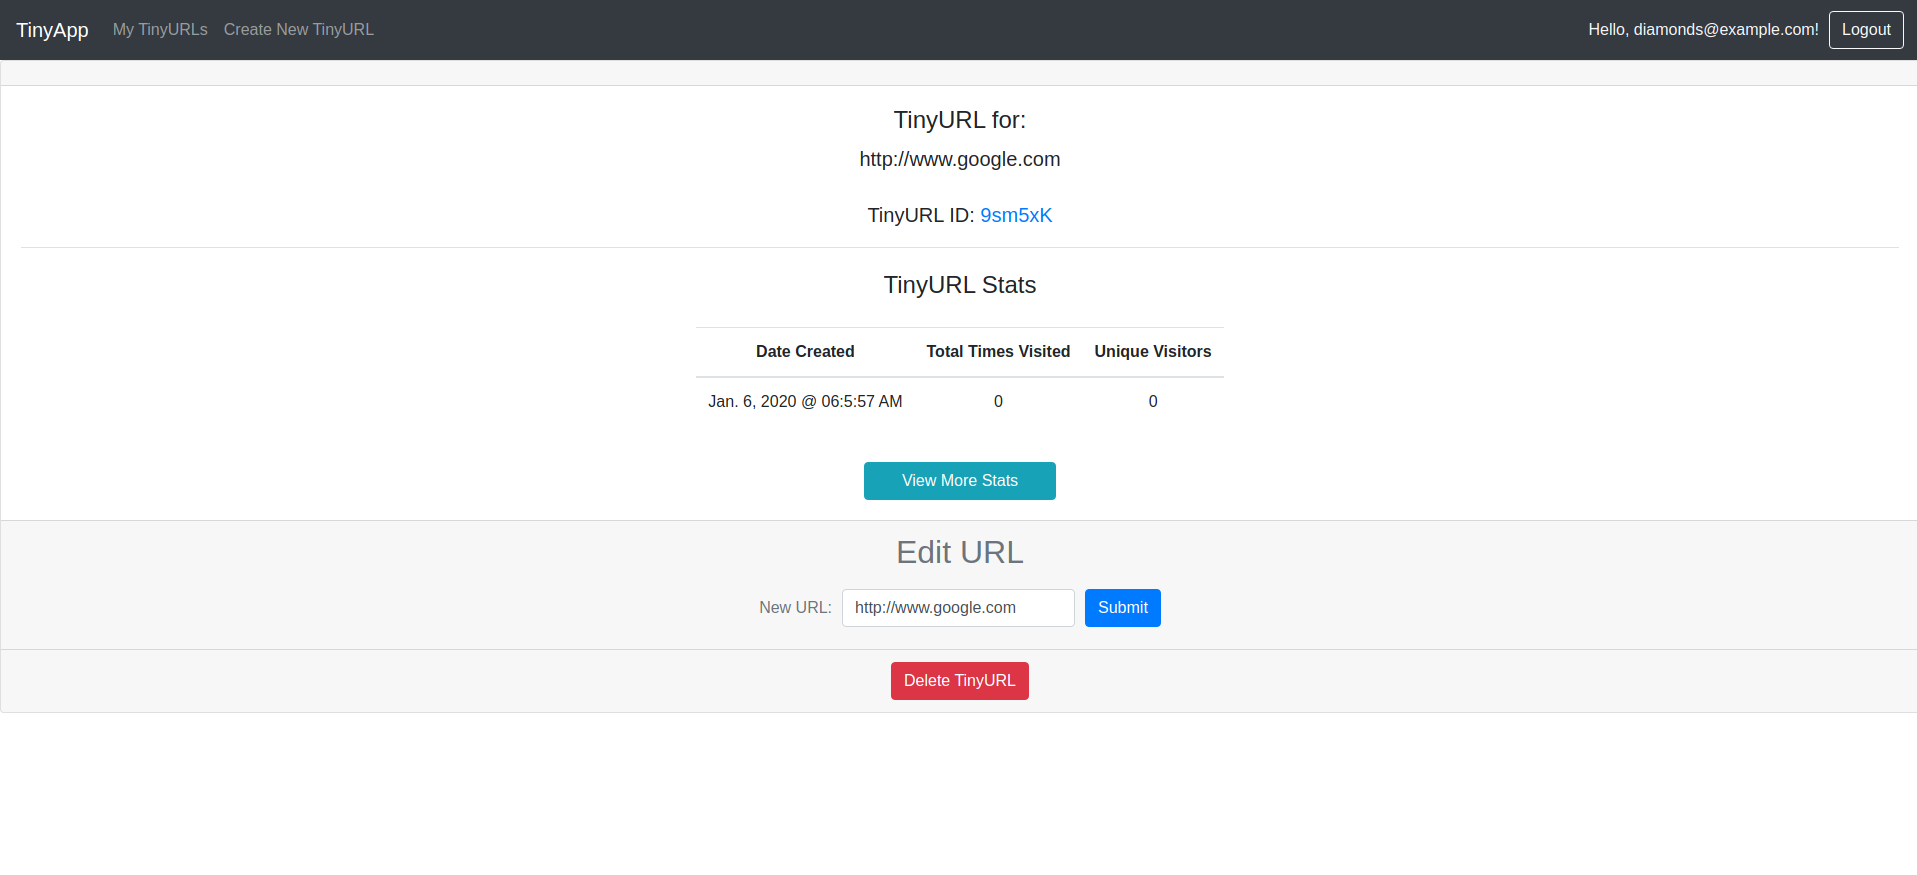 TinyApp My TinyURLs Create New TinyURL Hello, diamonds@example.com! Logout
TinyURL for:
http://www.google.com
TinyURL ID: 9sm5xK
TinyURL Stats
Date Created Total Times Visited Unique Visitors
Jan. 6, 2020 @ 06:5:57 AM 0 0
View More Stats
Edit URL
New URL: http://www.google.com Submit
Delete TinyURL